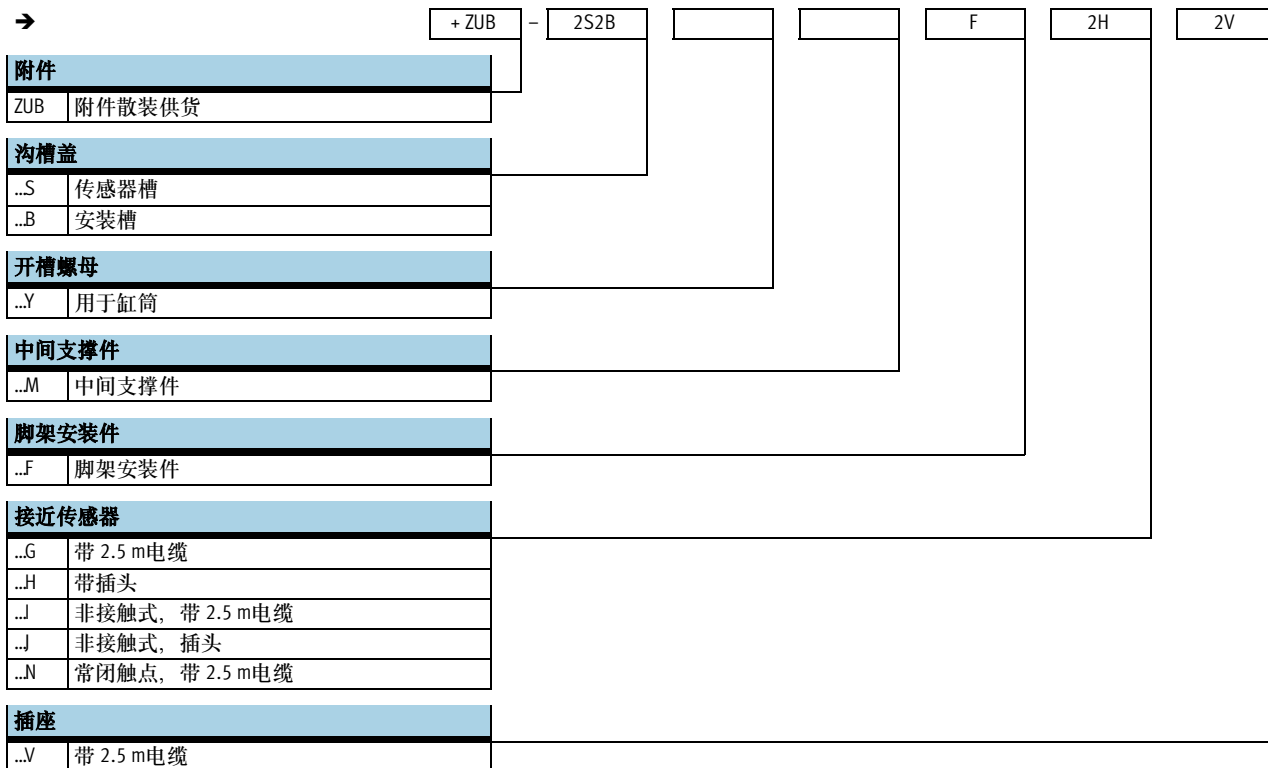 ➔ + ZUB – 2S2B F 2H 2V
附件
ZUB 附件散装供货
沟槽盖
...S 传感器槽
...B 安装槽
开槽螺母
...Y 用于缸筒
中间支撑件
...M 中间支撑件
脚架安装件
...F 脚架安装件
接近传感器
...G 带 2.5 m电缆
...H 带插头
...I 非接触式，带 2.5 m电缆
...J 非接触式，插头
...N 常闭触点，带 2.5 m电缆
插座
...V 带 2.5 m电缆